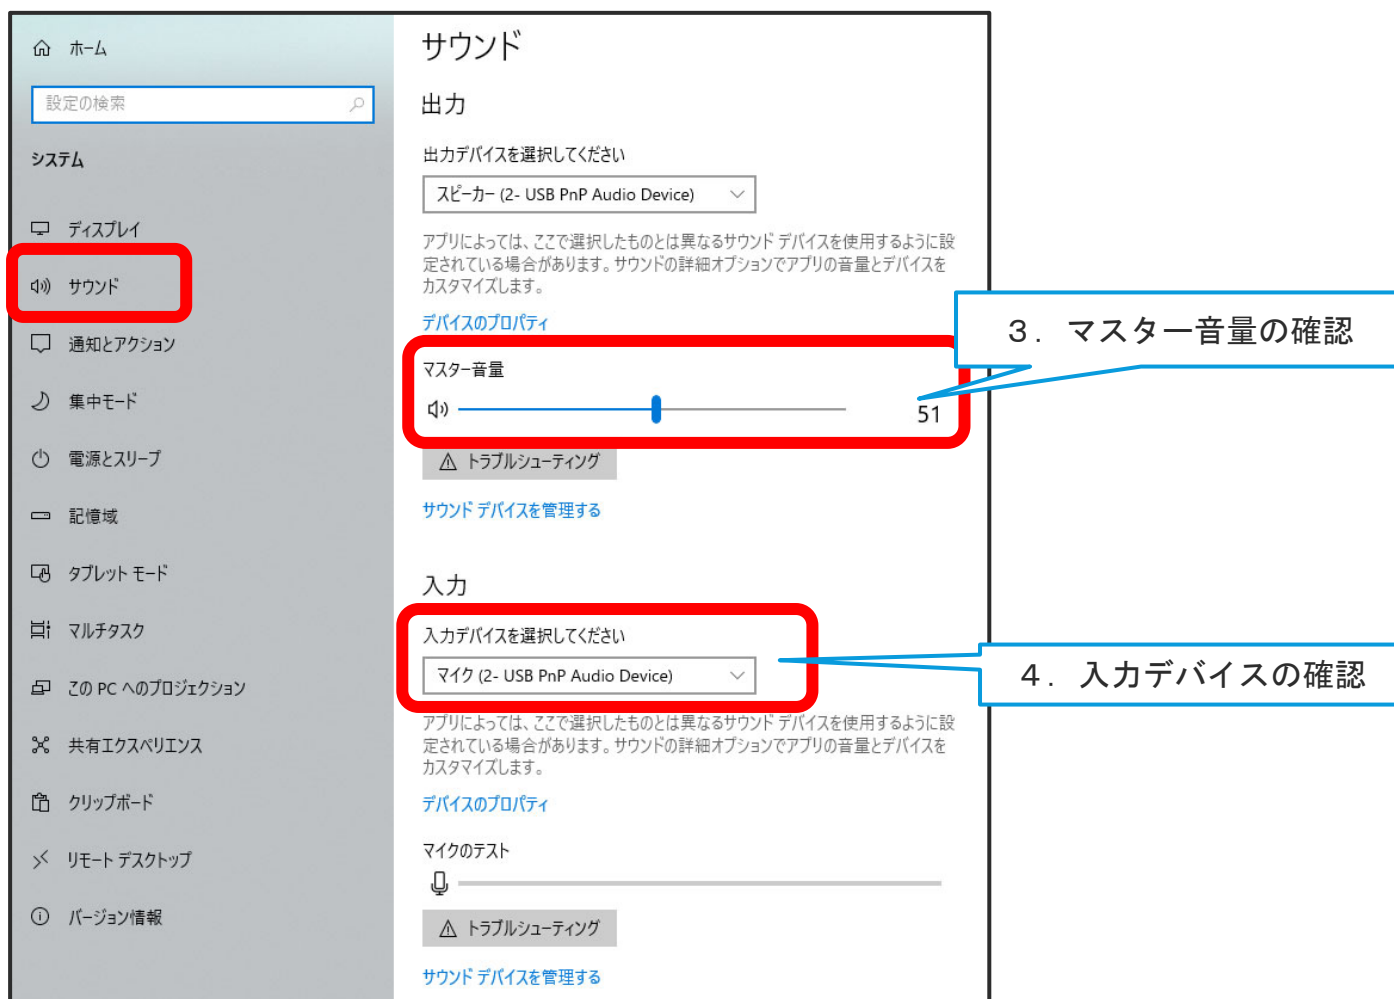 ホーム
設定の検索
システム
ディスプレイ
サウンド
通知とアクション
集中モード
電源とスリープ
記憶域
タブレット モード
マルチタスク
この PC へのプロジェクション
共有エクスペリエンス
クリップボード
リモート デスクトップ
バージョン情報
サウンド
出力
出力デバイスを選択してください
スピーカー (2- USB PnP Audio Device)
アプリによっては、ここで選択したものとは異なるサウンド デバイスを使用するように設
定されている場合があります。サウンドの詳細オプションでアプリの音量とデバイスを
カスタマイズします。
デバイスのプロパティ
マスター音量
51
トラブルシューティング
サウンド デバイスを管理する
入力
入力デバイスを選択してください
マイク (2- USB PnP Audio Device)
アプリによっては、ここで選択したものとは異なるサウンド デバイスを使用するように設
定されている場合があります。サウンドの詳細オプションでアプリの音量とデバイスを
カスタマイズします。
デバイスのプロパティ
マイクのテスト
トラブルシューティング
サウンド デバイスを管理する
３．マスター音量の確認
４．入力デバイスの確認